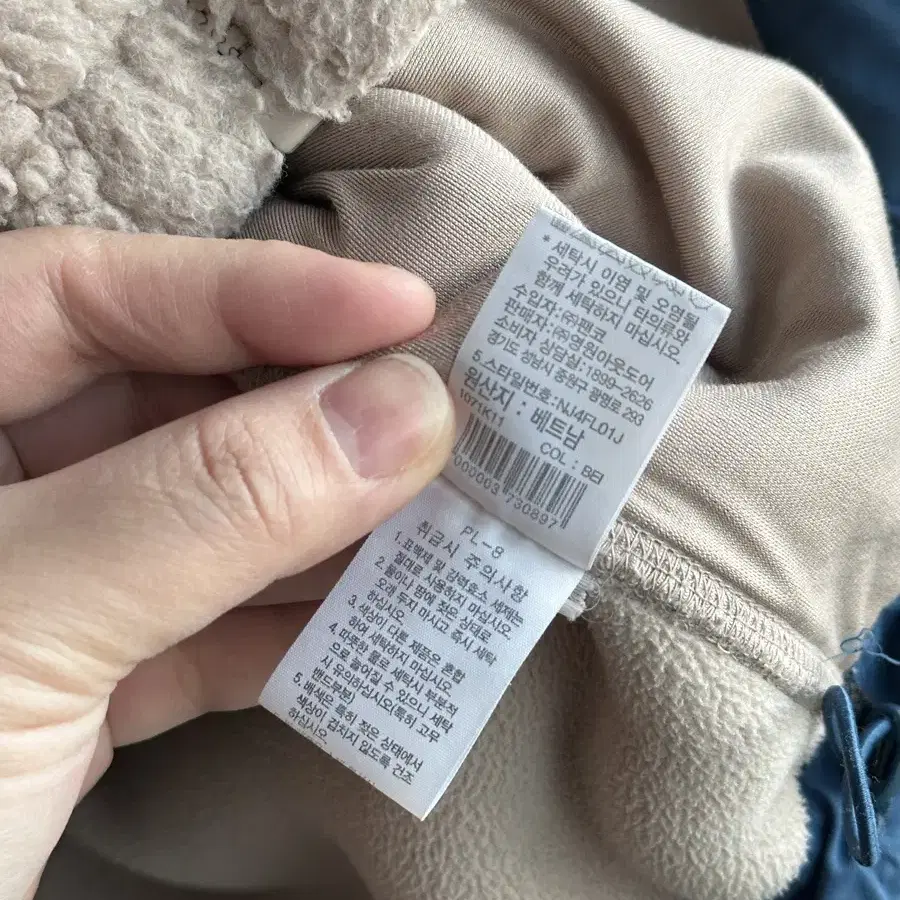 * 세탁시 이염 및 오염될
우려가 있으니 타의류와
함께 세탁하지 마십시오.
수입자:㈜팬코
판매자:㈜영원아웃도어
소비자 상담실:1899-2626
경기도 성남시 중원구 광명로 293
5.스타일번호:NJ4FL01J
원산지 : 베트남
1071K11
COL : BEI
000003 730897
PL-8
취급시 주의사항
1.표백제 및 강력효소 세제는
절대로 사용하지 마십시오.
2.물이나 땀에 젖은 상태로
오래 두지 마시고 즉시 세탁
하십시오.
3.색상이 다른 제품은 혼합
하여 세탁하지 마십시오
4.따뜻한 물로 세탁시 부분적
으로 늘어질 수 있으니 세탁
시 유의하십시오(특히 고무
밴드부분)
5.배색은 특히 젖은 상태에서
색상이 겹치지 않도록 건조
하십시오